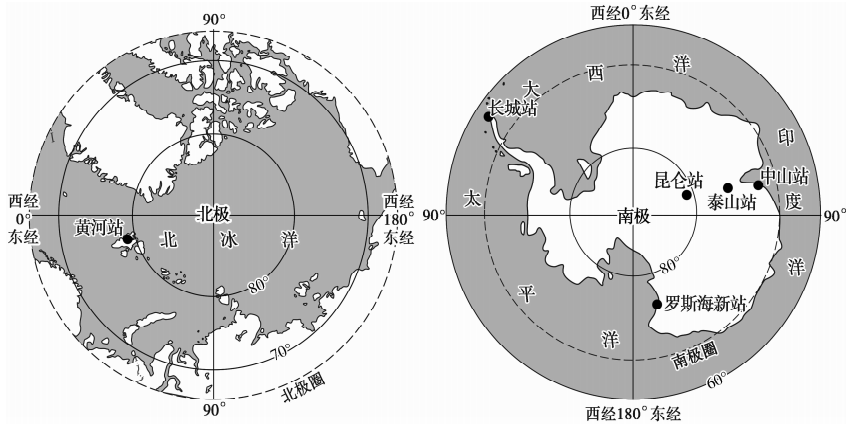 90°
西经
0°
东经
黄河站
北极
北 冰 洋
80°
70°
北极圈
90°
西经
180°
东经
西经0°东经
大 西 洋
长城站
印 度 洋
昆仑站
中山站
泰山站
太 平 洋
90°
南极
90°
80°
罗斯海新站
南极圈
60°
西经180°东经